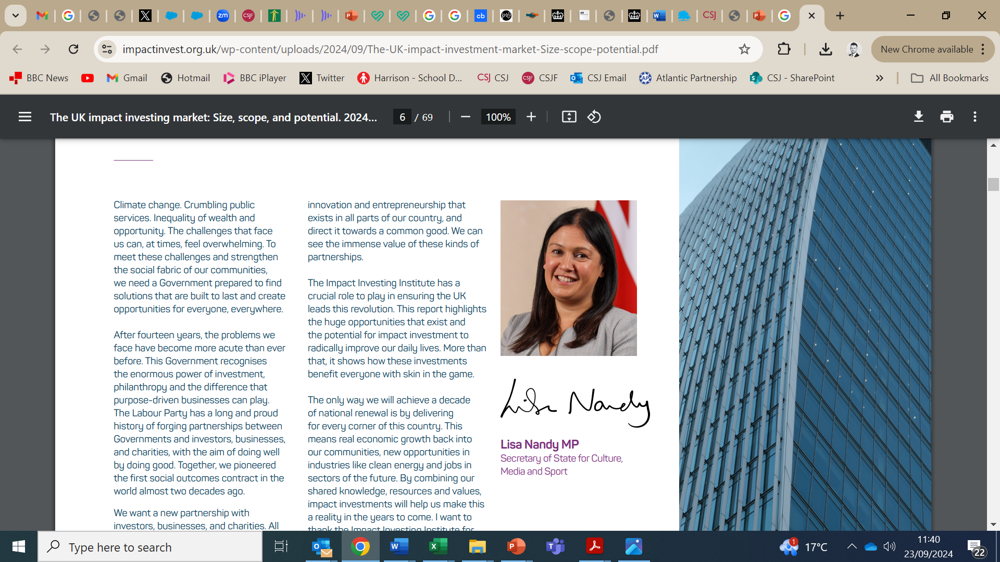 cb
Alt
CSJ
impactinvest.org.uk/wp-content/uploads/2024/09/The-UK-impact-investment-market-Size-scope-potential.pdf
New Chrome available
BBC News
Gmail
Hotmail
BBC iPlayer
Twitter
Harrison - School D...
CSJ CSJ
CSJF CSJF
CSJ Email
AP Atlantic Partnership
CSJ - SharePoint
All Bookmarks
The UK impact investing market: Size, scope, and potential. 2024...
6 / 69
100%
Climate change. Crumbling public
services. Inequality of wealth and
opportunity. The challenges that face
us can, at times, feel overwhelming. To
meet these challenges and strengthen
the social fabric of our communities,
we need a Government prepared to find
solutions that are built to last and create
opportunities for everyone, everywhere.
After fourteen years, the problems we
face have become more acute than ever
before. This Government recognises
the enormous power of investment,
philanthropy and the difference that
purpose-driven businesses can play.
The Labour Party has a long and proud
history of forging partnerships between
Governments and investors, businesses,
and charities, with the aim of doing well
by doing good. Together, we pioneered
the first social outcomes contract in the
world almost two decades ago.
We want a new partnership with
investors, businesses, and charities. All
innovation and entrepreneurship that
exists in all parts of our country, and
direct it towards a common good. We can
see the immense value of these kinds of
partnerships.
The Impact Investing Institute has a
crucial role to play in ensuring the UK
leads this revolution. This report highlights
the huge opportunities that exist and
the potential for impact investment to
radically improve our daily lives. More than
that, it shows how these investments
benefit everyone with skin in the game.
The only way we will achieve a decade
of national renewal is by delivering
for every corner of this country. This
means real economic growth back into
our communities, new opportunities in
industries like clean energy and jobs in
sectors of the future. By combining our
shared knowledge, resources and values,
impact investments will help us make this
a reality in the years to come. I want to
thank the Impact Investing Institute for
Lisa Nandy
Lisa Nandy MP
Secretary of State for Culture,
Media and Sport
Type here to search
1
17°C
11:40
23/09/2024
22